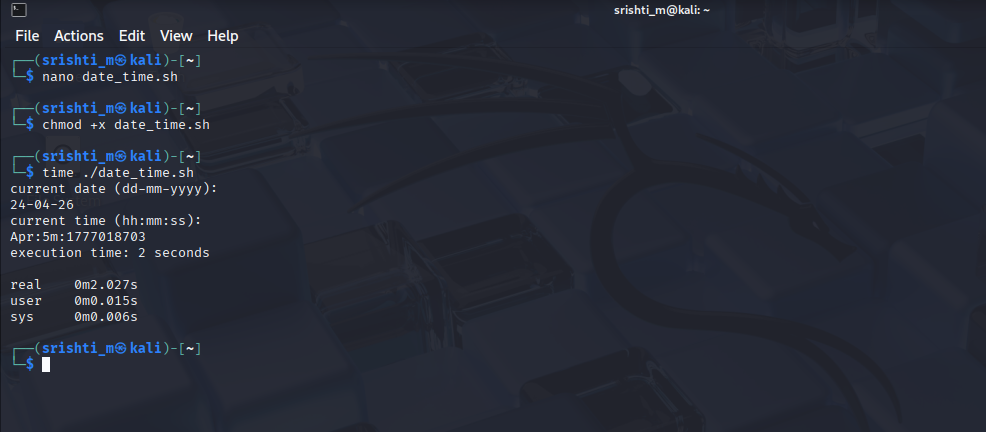 srishti_m@kali: ~
File Actions Edit View Help
┌──(srishti_m㉿kali)-[~]
└─$ nano date_time.sh
┌──(srishti_m㉿kali)-[~]
└─$ chmod +x date_time.sh
┌──(srishti_m㉿kali)-[~]
└─$ time ./date_time.sh
current date (dd-mm-yyyy):
24-04-26
current time (hh:mm:ss):
Apr:5m:1777018703
execution time: 2 seconds
real 0m2.027s
user 0m0.015s
sys 0m0.006s
┌──(srishti_m㉿kali)-[~]
└─$